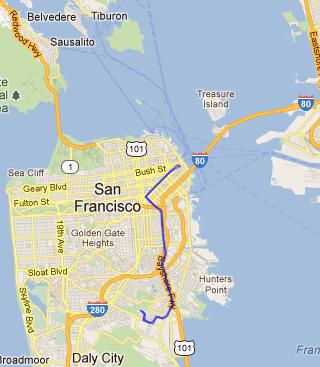 Belvedere
Tiburon
Redwood Hwy
Sausalito
Eastshore
Treasure
Island
80
80
101
1
Bush St
Sea Cliff
Geary Blvd
Fulton St
San
Francisco
19th Ave
Golden Gate
Heights
Sloat Blvd
Skyline Blvd
Bayshore Fwy
Hunters
Point
280
Broadmoor
Daly City
101
Fran